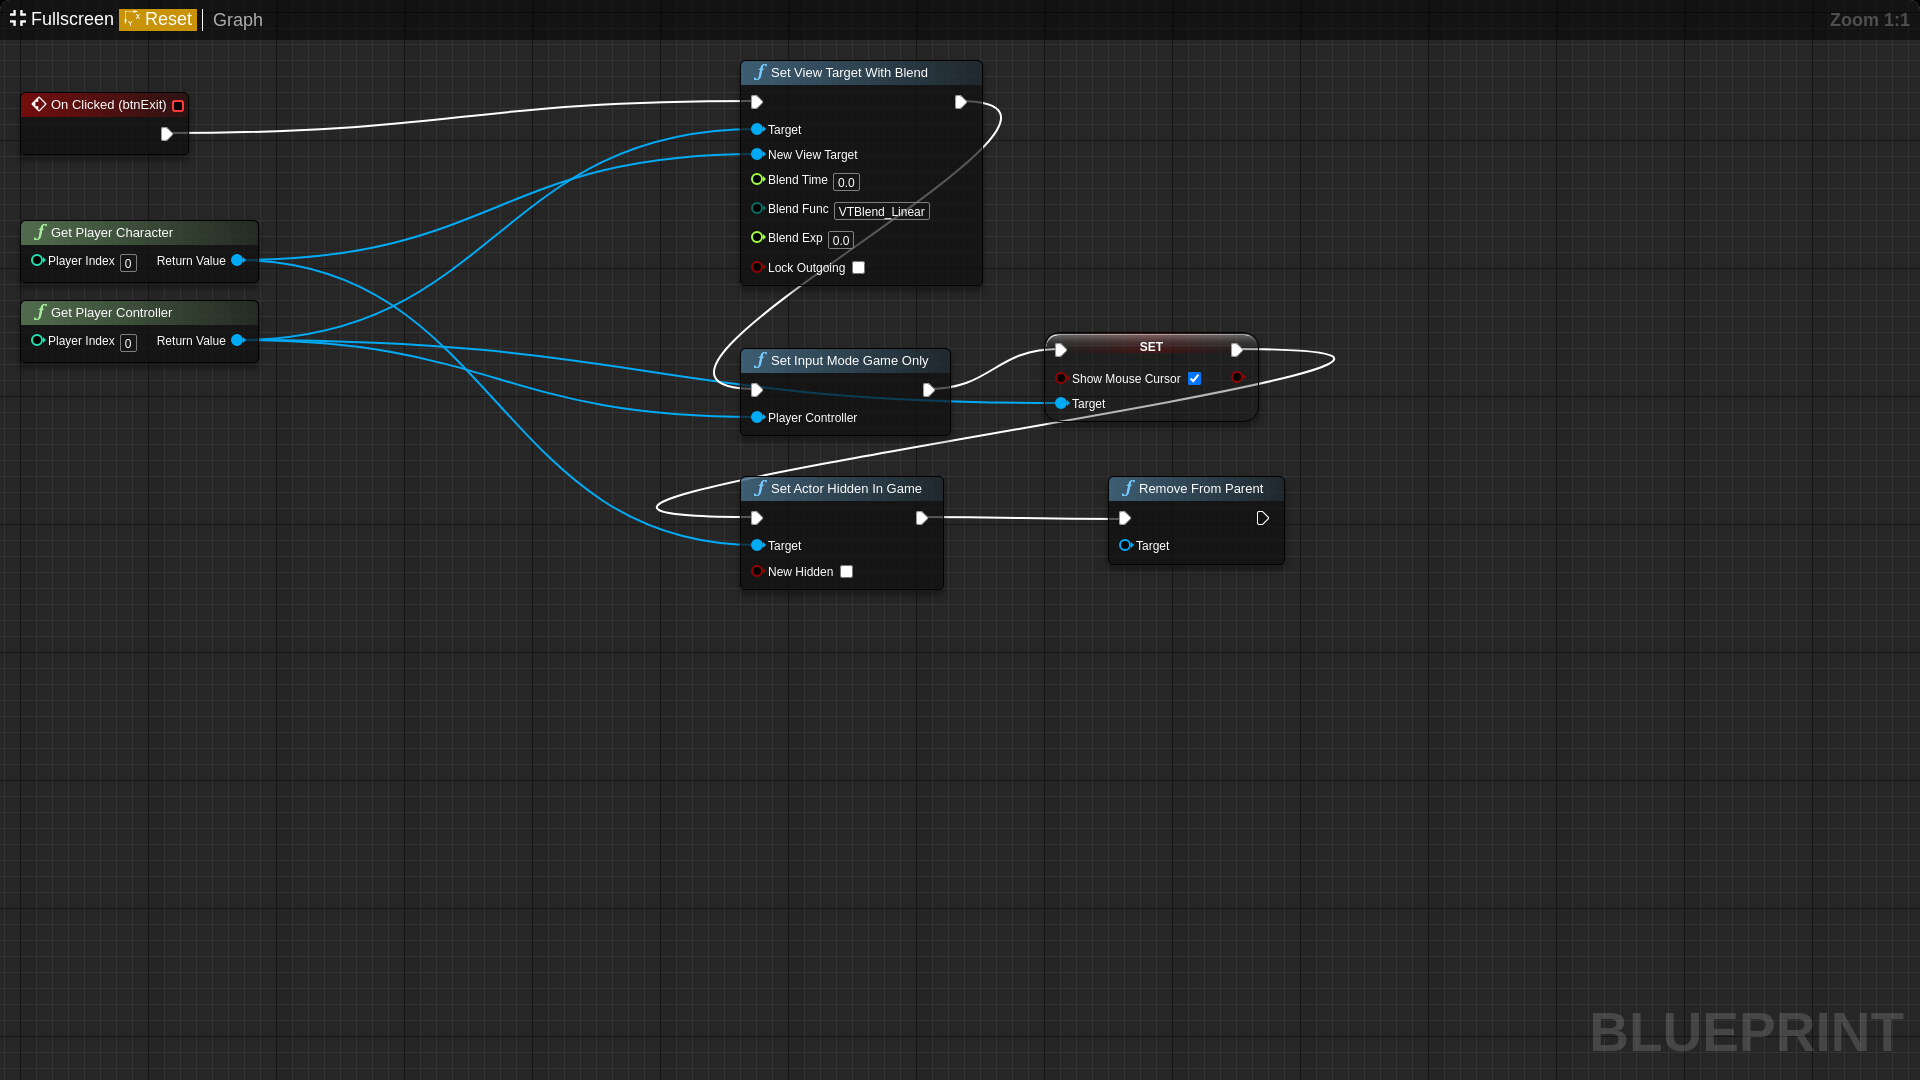 Fullscreen Reset Graph
Zoom 1:1
On Clicked (btnExit)
Get Player Character
Player Index 0 Return Value
Get Player Controller
Player Index 0 Return Value
Set View Target With Blend
Target
New View Target
Blend Time 0.0
Blend Func VTBlend_Linear
Blend Exp 0.0
Lock Outgoing
Set Input Mode Game Only
Player Controller
SET
Show Mouse Cursor
Target
Set Actor Hidden In Game
Target
New Hidden
Remove From Parent
Target
BLUEPRINT